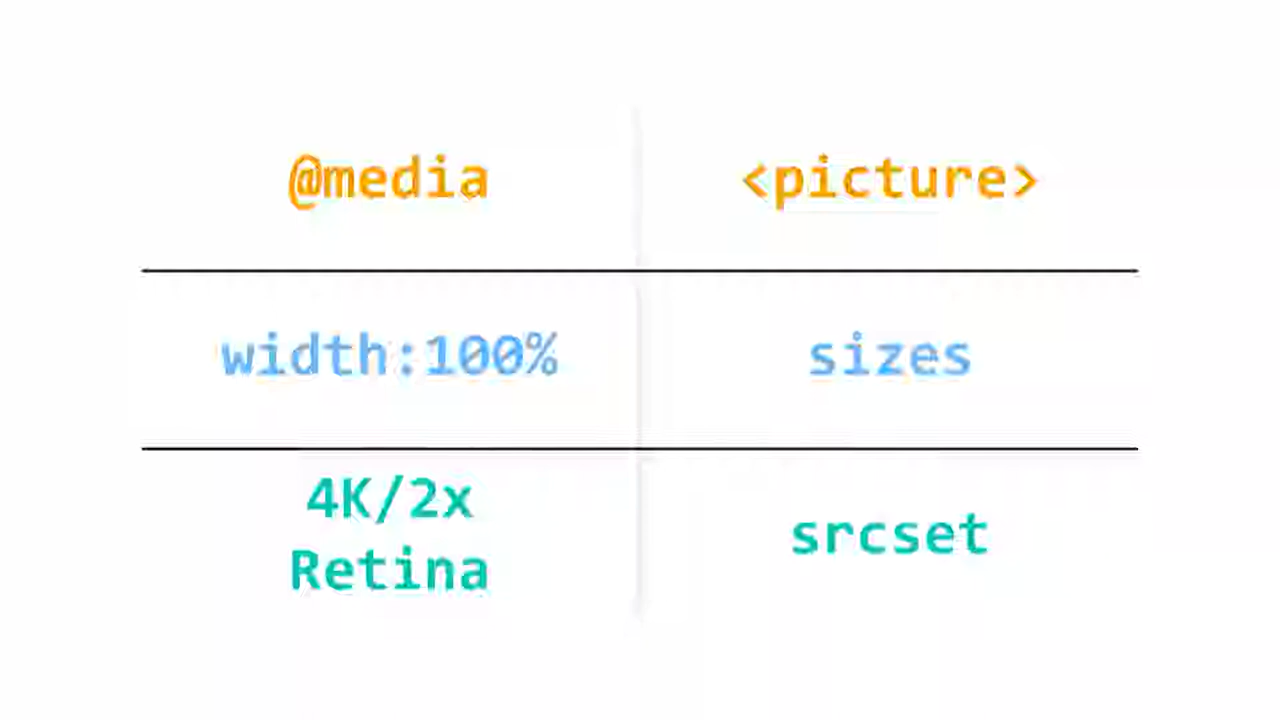 @media
<picture>
width:100%
sizes
4K/2x
Retina
srcset